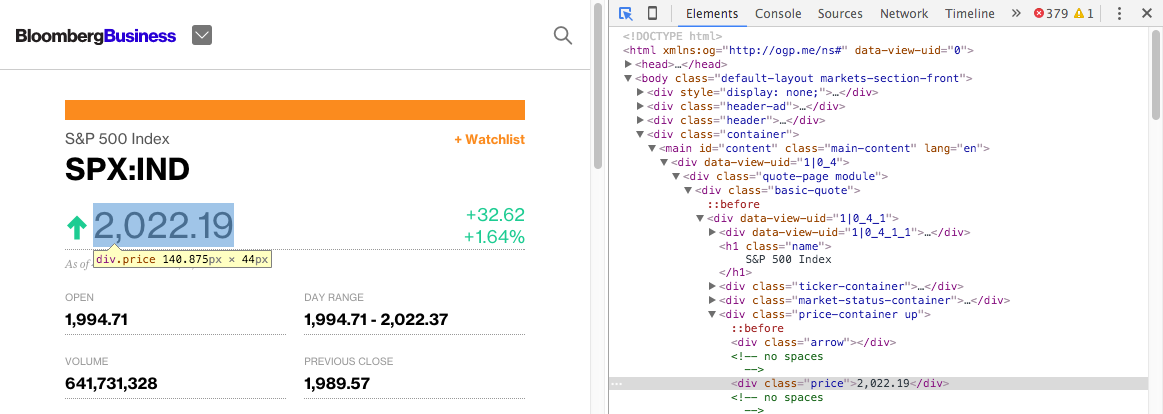 BloombergBusiness
S&P 500 Index
+ Watchlist
SPX:IND
2,022.19
+32.62
+1.64%
As of
div.price 140.875px × 44px
OPEN
1,994.71
DAY RANGE
1,994.71 - 2,022.37
VOLUME
641,731,328
PREVIOUS CLOSE
1,989.57
Elements Console Sources Network Timeline » 379 1
<!DOCTYPE html>
<html xmlns:og="http://ogp.me/ns#" data-view-uid="0">
<head>…</head>
<body class="default-layout markets-section-front">
<div style="display: none;">…</div>
<div class="header-ad">…</div>
<div class="header">…</div>
<div class="container">
<main id="content" class="main-content" lang="en">
<div data-view-uid="1|0_4">
<div class="quote-page module">
<div class="basic-quote">
::before
<div data-view-uid="1|0_4_1">
<div data-view-uid="1|0_4_1_1">…</div>
<h1 class="name">
S&P 500 Index
</h1>
<div class="ticker-container">…</div>
<div class="market-status-container">…</div>
<div class="price-container up">
::before
<div class="arrow"></div>
<!-- no spaces
-->
<div class="price">2,022.19</div>
<!-- no spaces
-->